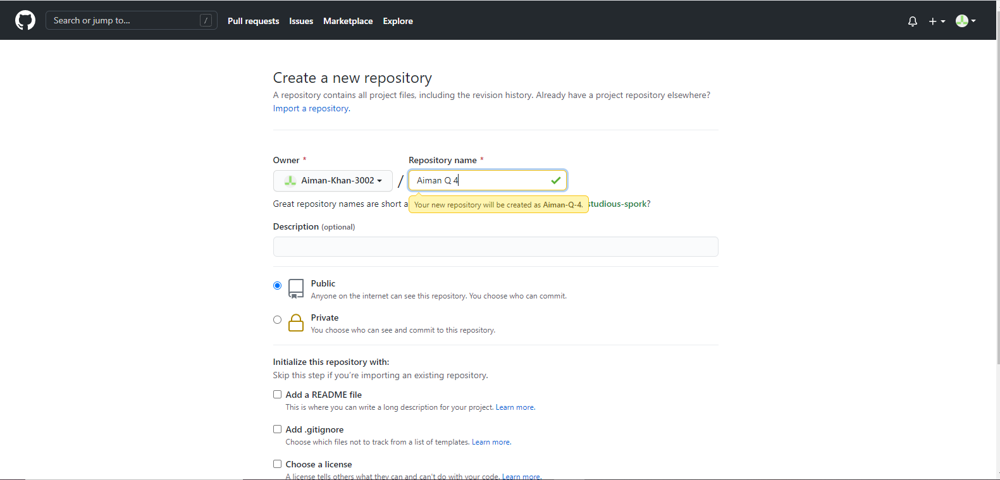 Search or jump to... / Pull requests Issues Marketplace Explore
Create a new repository
A repository contains all project files, including the revision history. Already have a project repository elsewhere?
Import a repository.
Owner * Repository name *
Aiman-Khan-3002 / Aiman Q 4
Great repository names are short a Your new repository will be created as Aiman-Q-4. studious-spork?
Description (optional)
Public
Anyone on the internet can see this repository. You choose who can commit.
Private
You choose who can see and commit to this repository.
Initialize this repository with:
Skip this step if you're importing an existing repository.
Add a README file
This is where you can write a long description for your project. Learn more.
Add .gitignore
Choose which files not to track from a list of templates. Learn more.
Choose a license
A license tells others what they can and can't do with your code. Learn more.